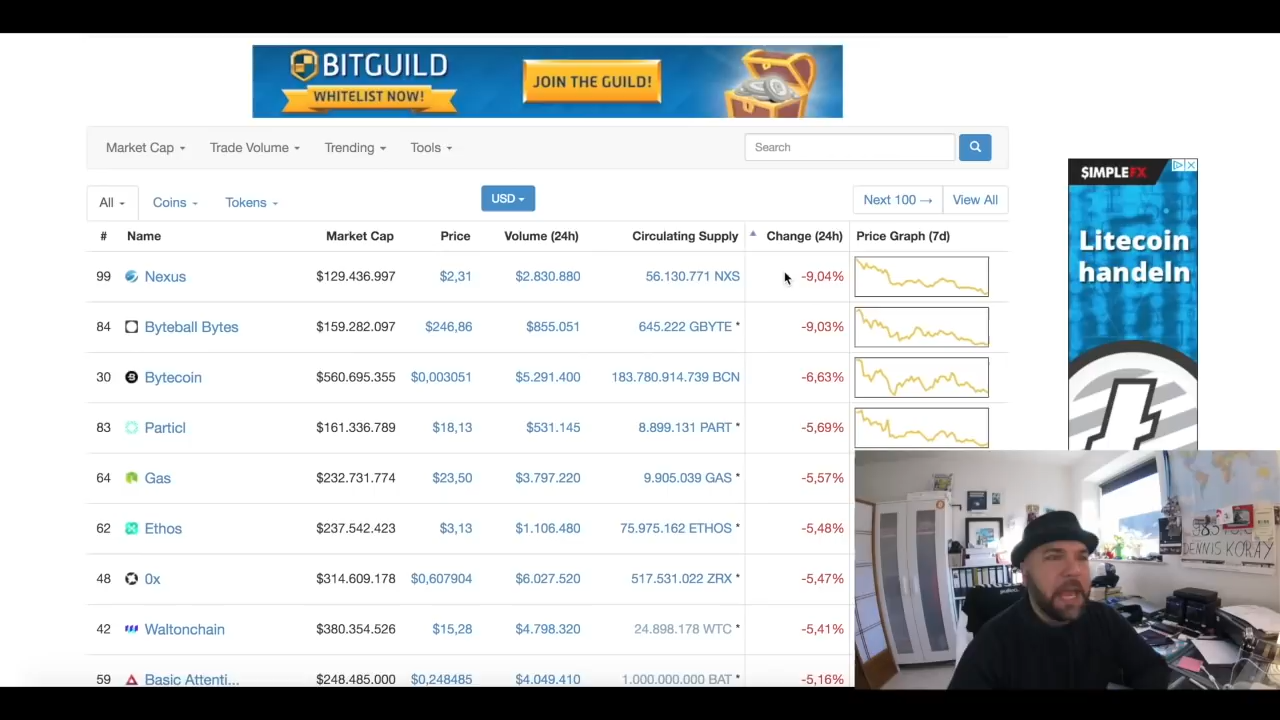 BITGUILD
WHITELIST NOW!
JOIN THE GUILD!
Market Cap
Trade Volume
Trending
Tools
Search
All
Coins
Tokens
USD
Next 100 →
View All
# Name Market Cap Price Volume (24h) Circulating Supply Change (24h) Price Graph (7d)
99 Nexus $129.436.997 $2,31 $2.830.880 56.130.771 NXS -9,04%
84 Byteball Bytes $159.282.097 $246,86 $855.051 645.222 GBYTE * -9,03%
30 Bytecoin $560.695.355 $0,003051 $5.291.400 183.780.914.739 BCN -6,63%
83 Particl $161.336.789 $18,13 $531.145 8.899.131 PART * -5,69%
64 Gas $232.731.774 $23,50 $3.797.220 9.905.039 GAS * -5,57%
62 Ethos $237.542.423 $3,13 $1.106.480 75.975.162 ETHOS * -5,48%
48 0x $314.609.178 $0,607904 $6.027.520 517.531.022 ZRX * -5,47%
42 Waltonchain $380.354.526 $15,28 $4.798.320 24.898.178 WTC * -5,41%
59 Basic Attenti... $248.485.000 $0,248485 $4.049.410 1.000.000.000 BAT * -5,16%
$IMPLEFX
Litecoin
handeln
DENNIS KORAY